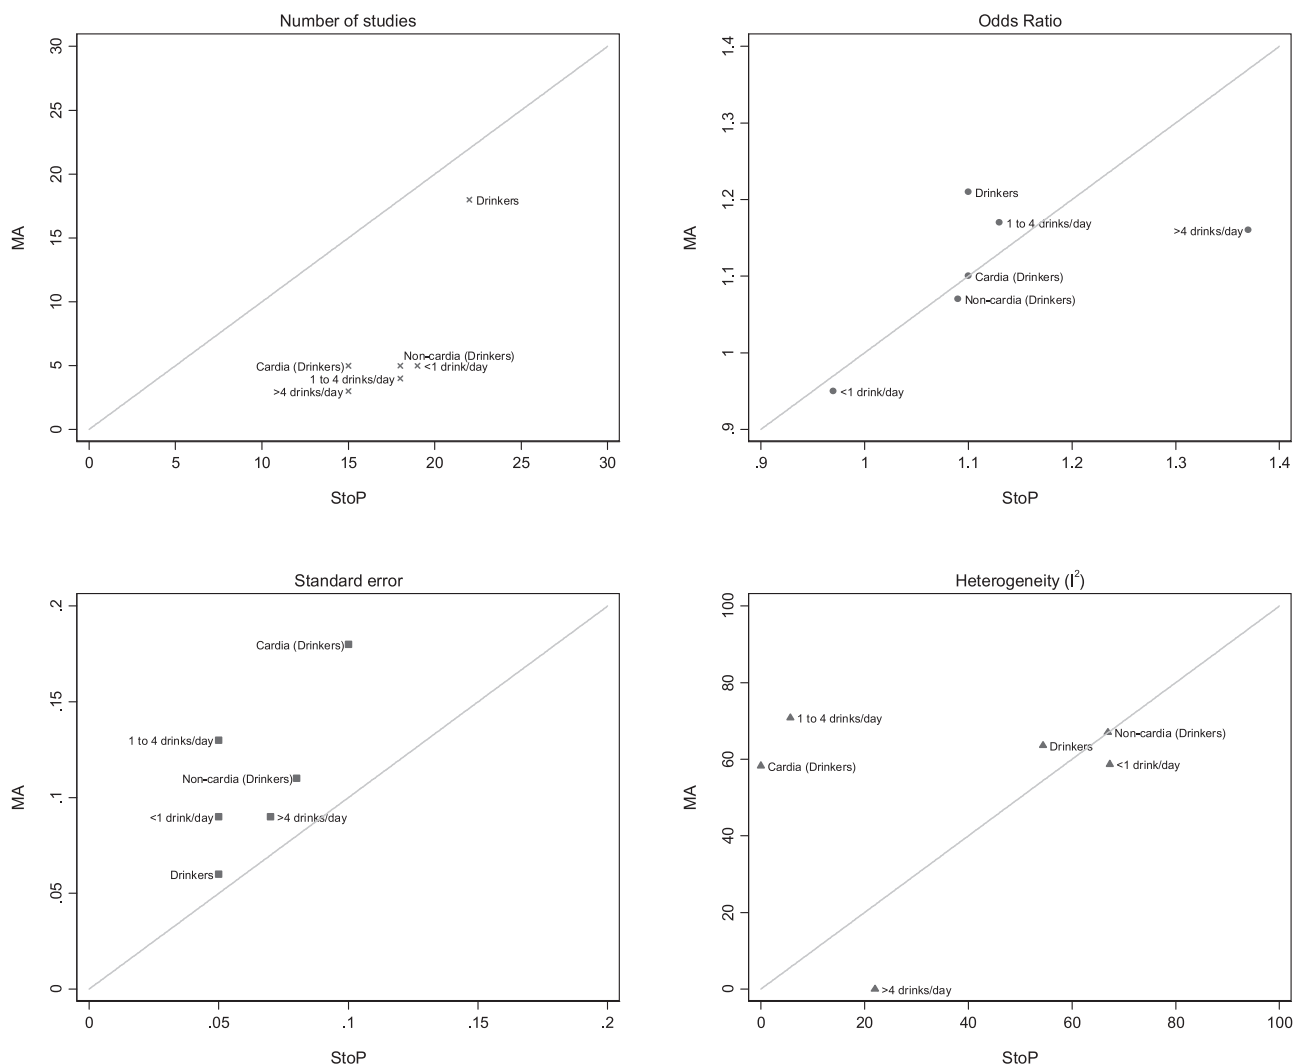 Number of studies
30
25
20
15
10
5
0
MA
Drinkers
Non-cardia (Drinkers)
Cardia (Drinkers)
<1 drink/day
1 to 4 drinks/day
>4 drinks/day
0
5
10
15
20
25
30
StoP
Odds Ratio
1.4
1.3
1.2
1.1
1
.9
MA
Drinkers
1 to 4 drinks/day
>4 drinks/day
Cardia (Drinkers)
Non-cardia (Drinkers)
<1 drink/day
.9
1
1.1
1.2
1.3
1.4
StoP
Standard error
.2
.15
.1
.05
0
MA
Cardia (Drinkers)
1 to 4 drinks/day
Non-cardia (Drinkers)
<1 drink/day
>4 drinks/day
Drinkers
0
.05
.1
.15
.2
StoP
Heterogeneity (I²)
100
80
60
40
20
0
MA
1 to 4 drinks/day
Non-cardia (Drinkers)
Drinkers
Cardia (Drinkers)
<1 drink/day
>4 drinks/day
0
20
40
60
80
100
StoP